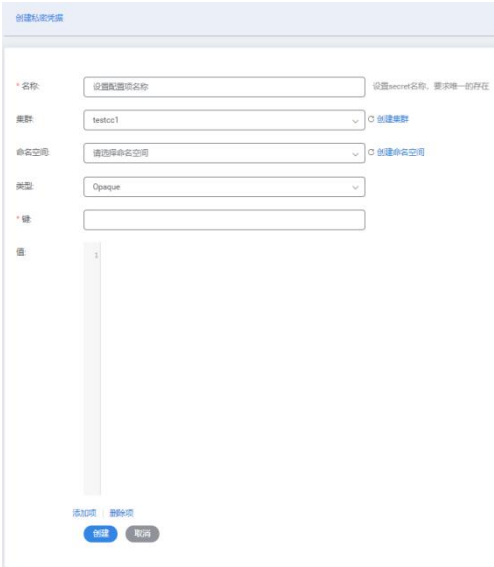 创建私密凭据
* 名称: 设置配置项名称 设置secret名称，要求唯一的存在
集群: testcc1 创建集群
命名空间: 请选择命名空间 创建命名空间
类型: Opaque
* 键:
值:
1
添加项 | 删除项
创建 取消